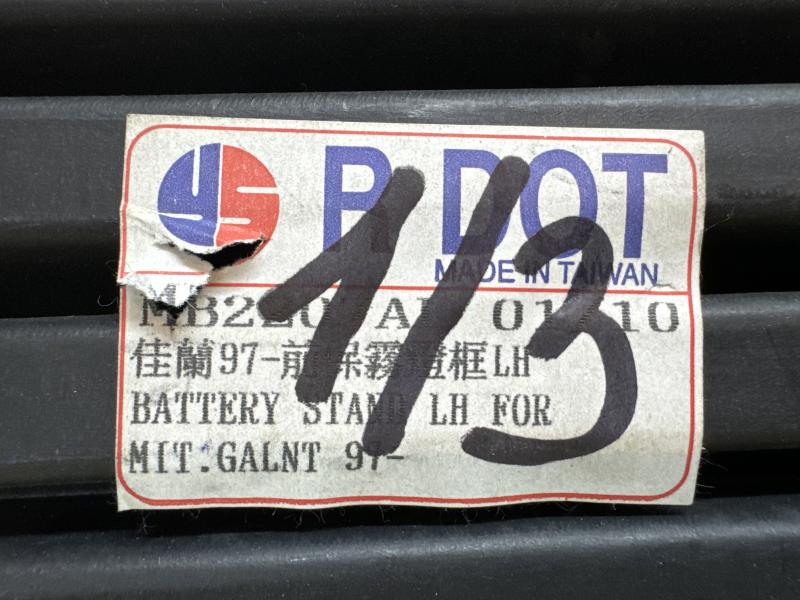 YS
R DOT
MADE IN TAIWAN
1/3
佳蘭97-前保霧燈框LH
BATTERY STAND LH FOR
MIT.GALNT 97-